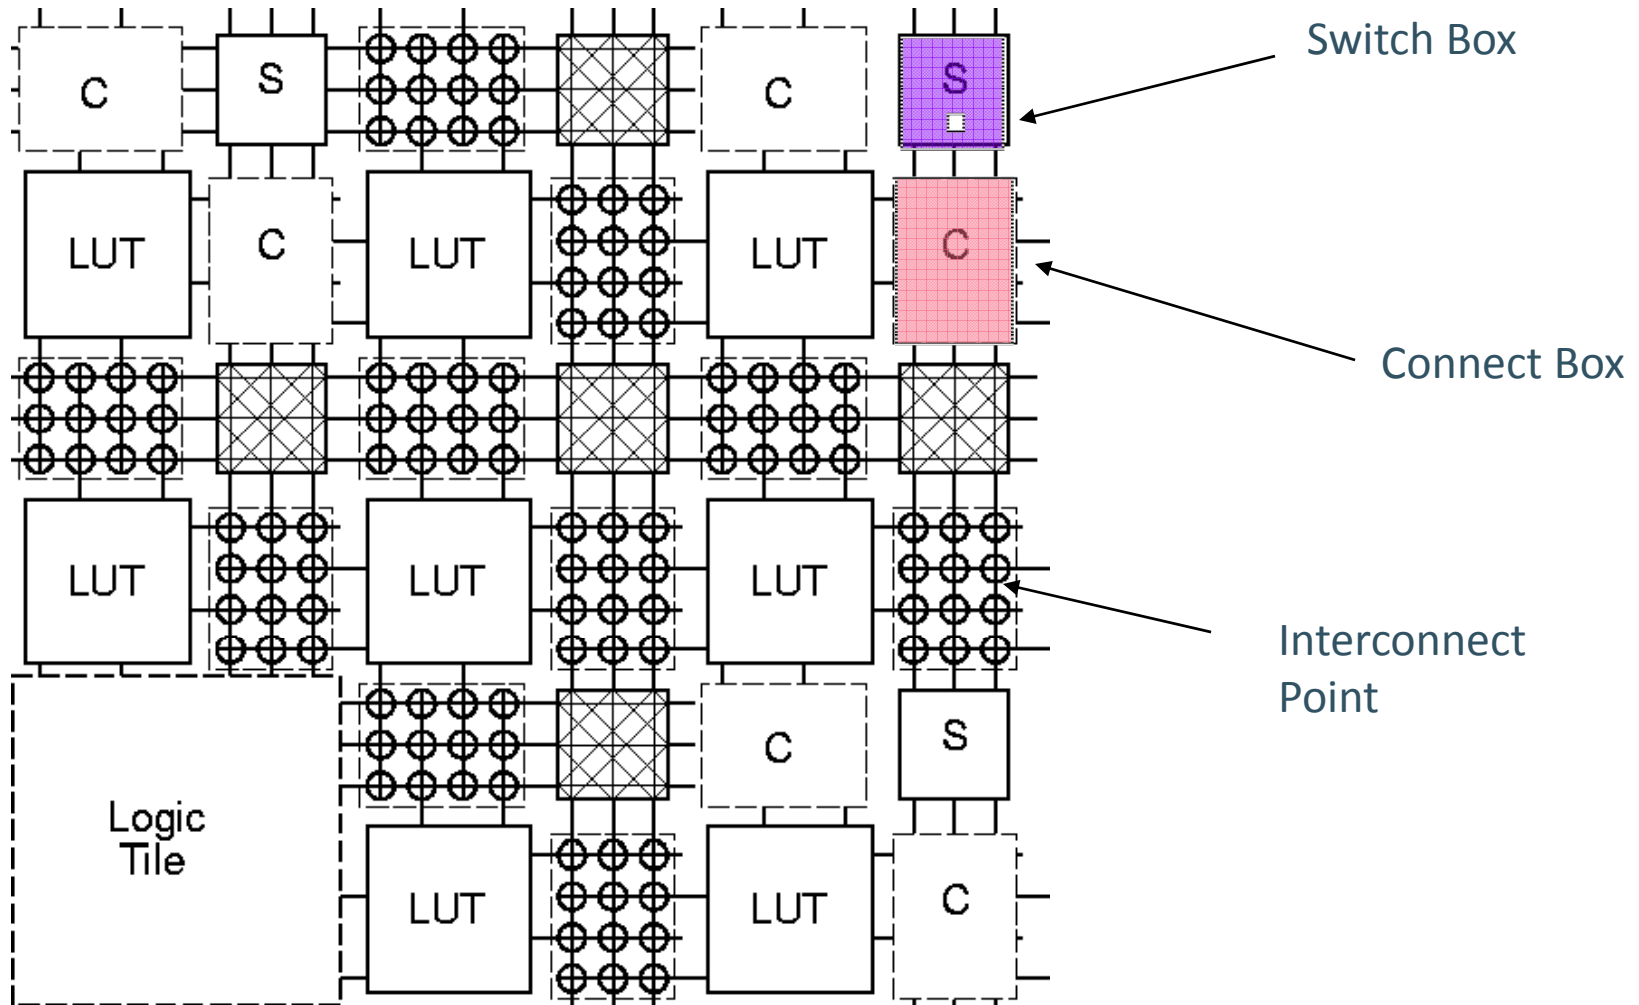 C
S
C
S
Switch Box
LUT
C
LUT
LUT
C
Connect Box
LUT
LUT
LUT
Interconnect
Point
C
S
Logic
Tile
LUT
LUT
C